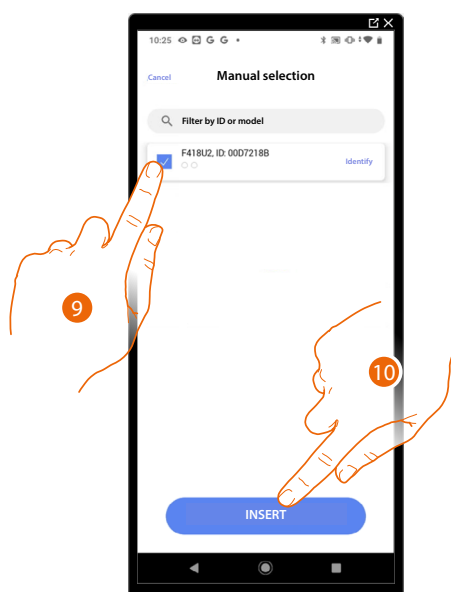 10:25 G G
Cancel
Manual selection
Filter by ID or model
F418U2, ID: 00D7218B
Identify
9
10
INSERT